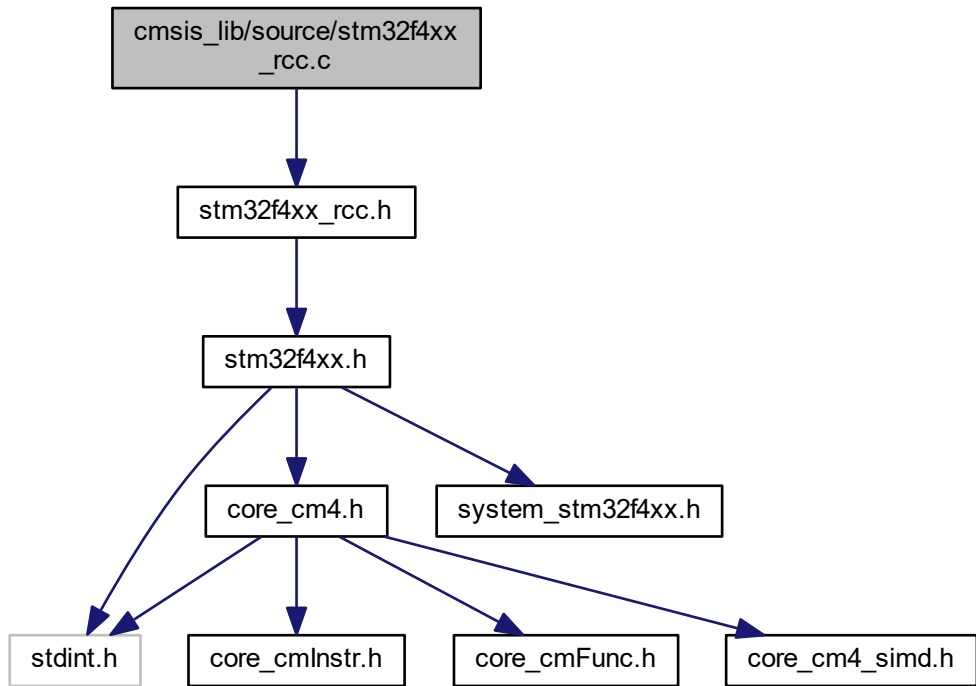 cmsis_lib/source/stm32f4xx
_rcc.c
stm32f4xx_rcc.h
stm32f4xx.h
core_cm4.h
system_stm32f4xx.h
stdint.h
core_cmInstr.h
core_cmFunc.h
core_cm4_simd.h